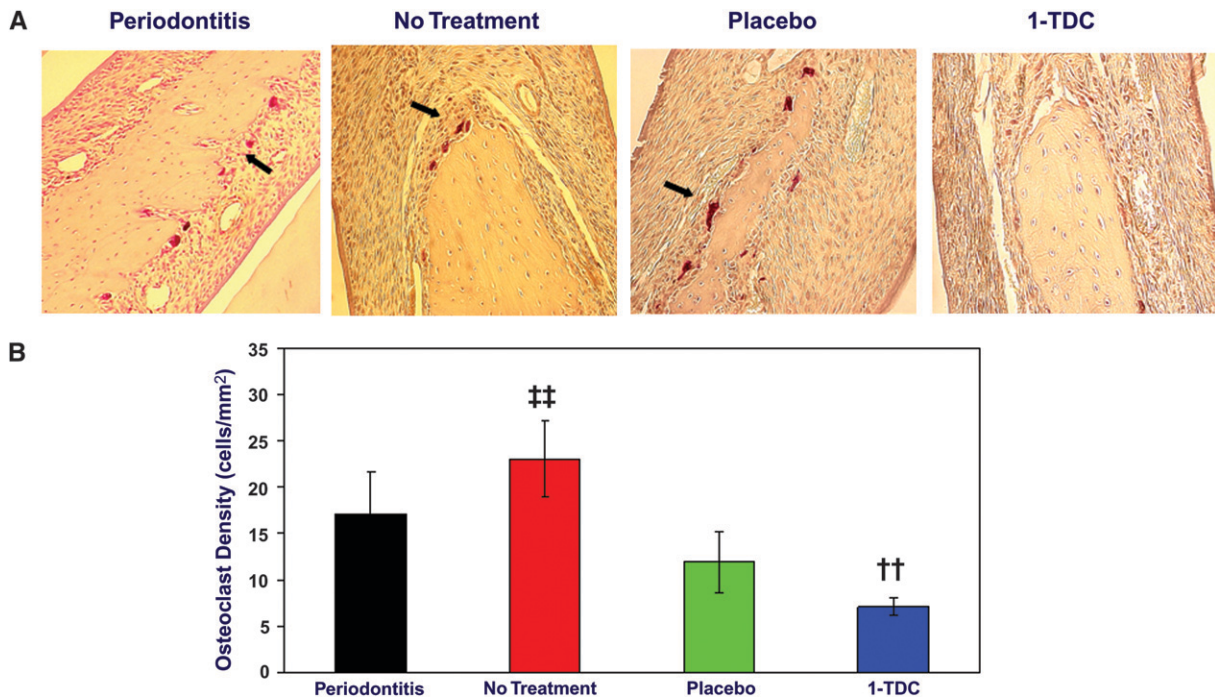 A
Periodontitis No Treatment Placebo 1-TDC
B
Osteoclast Density (cells/mm²)
35
30
25
20
15
10
5
0
‡‡
††
Periodontitis No Treatment Placebo 1-TDC